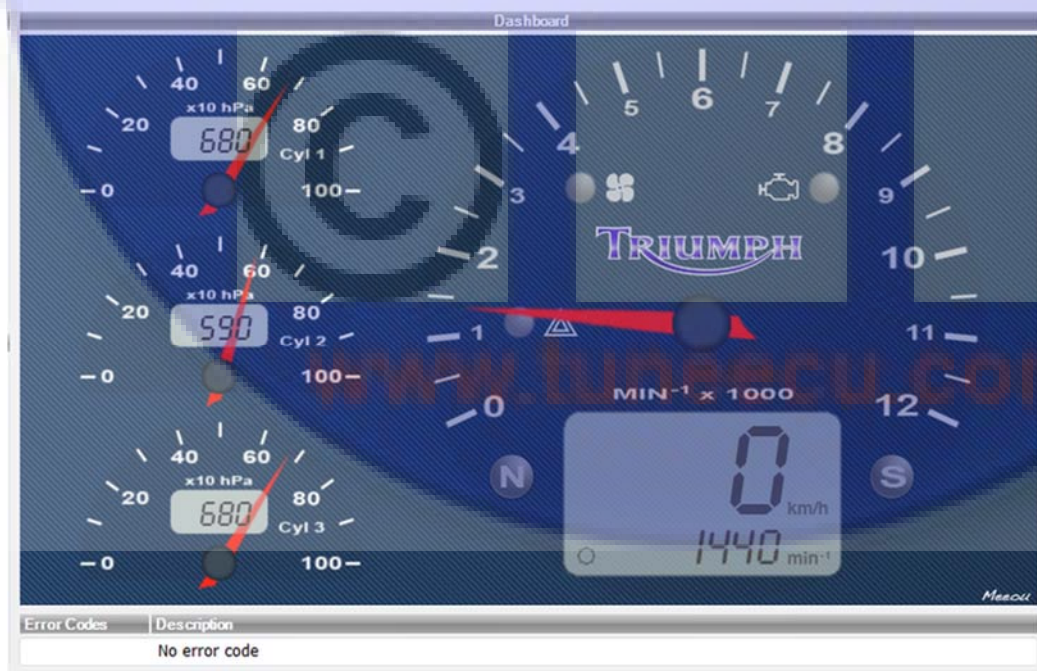 Dashboard
40 60
20 80
x10 hPa
680
Cyl 1
0 100
40 60
20 80
x10 hPa
590
Cyl 2
0 100
40 60
20 80
x10 hPa
680
Cyl 3
0 100
0 1 2 3 4 5 6 7 8 9 10 11 12
TRIUMPH
www.tuneecu.com
MIN⁻¹ x 1000
N
S
0 km/h
1440 min⁻¹
©
Meecu
Error Codes Description
No error code